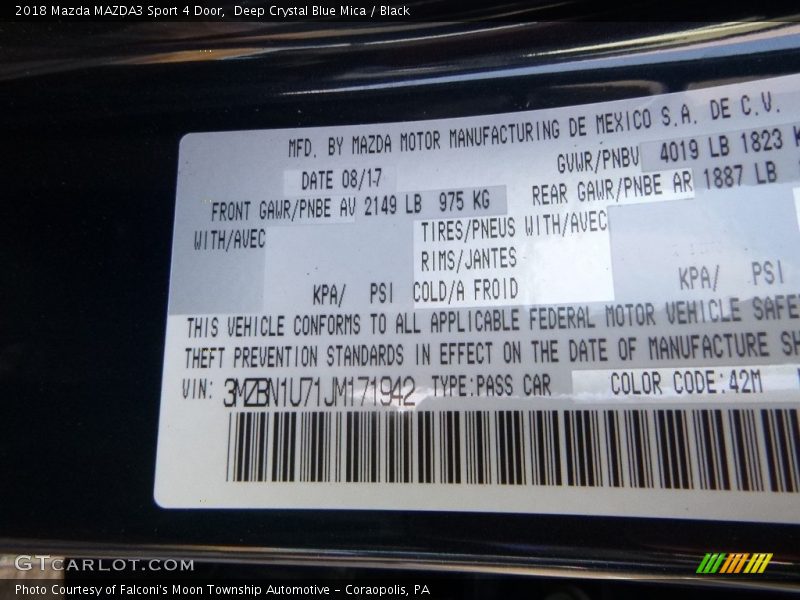 2018 Mazda MAZDA3 Sport 4 Door, Deep Crystal Blue Mica / Black
MFD. BY MAZDA MOTOR MANUFACTURING DE MEXICO S.A. DE C.V.
DATE 08/17 GVWR/PNBV 4019 LB 1823
FRONT GAWR/PNBE AV 2149 LB 975 KG REAR GAWR/PNBE AR 1887 LB
WITH/AVEC TIRES/PNEUS WITH/AVEC
RIMS/JANTES
KPA/ PSI COLD/A FROID KPA/ PSI
THIS VEHICLE CONFORMS TO ALL APPLICABLE FEDERAL MOTOR VEHICLE SAFE
THEFT PREVENTION STANDARDS IN EFFECT ON THE DATE OF MANUFACTURE SH
VIN: 3MZBN1U71JM171942 TYPE:PASS CAR COLOR CODE:42M
GTCARLOT.COM
Photo Courtesy of Falconi's Moon Township Automotive - Coraopolis, PA